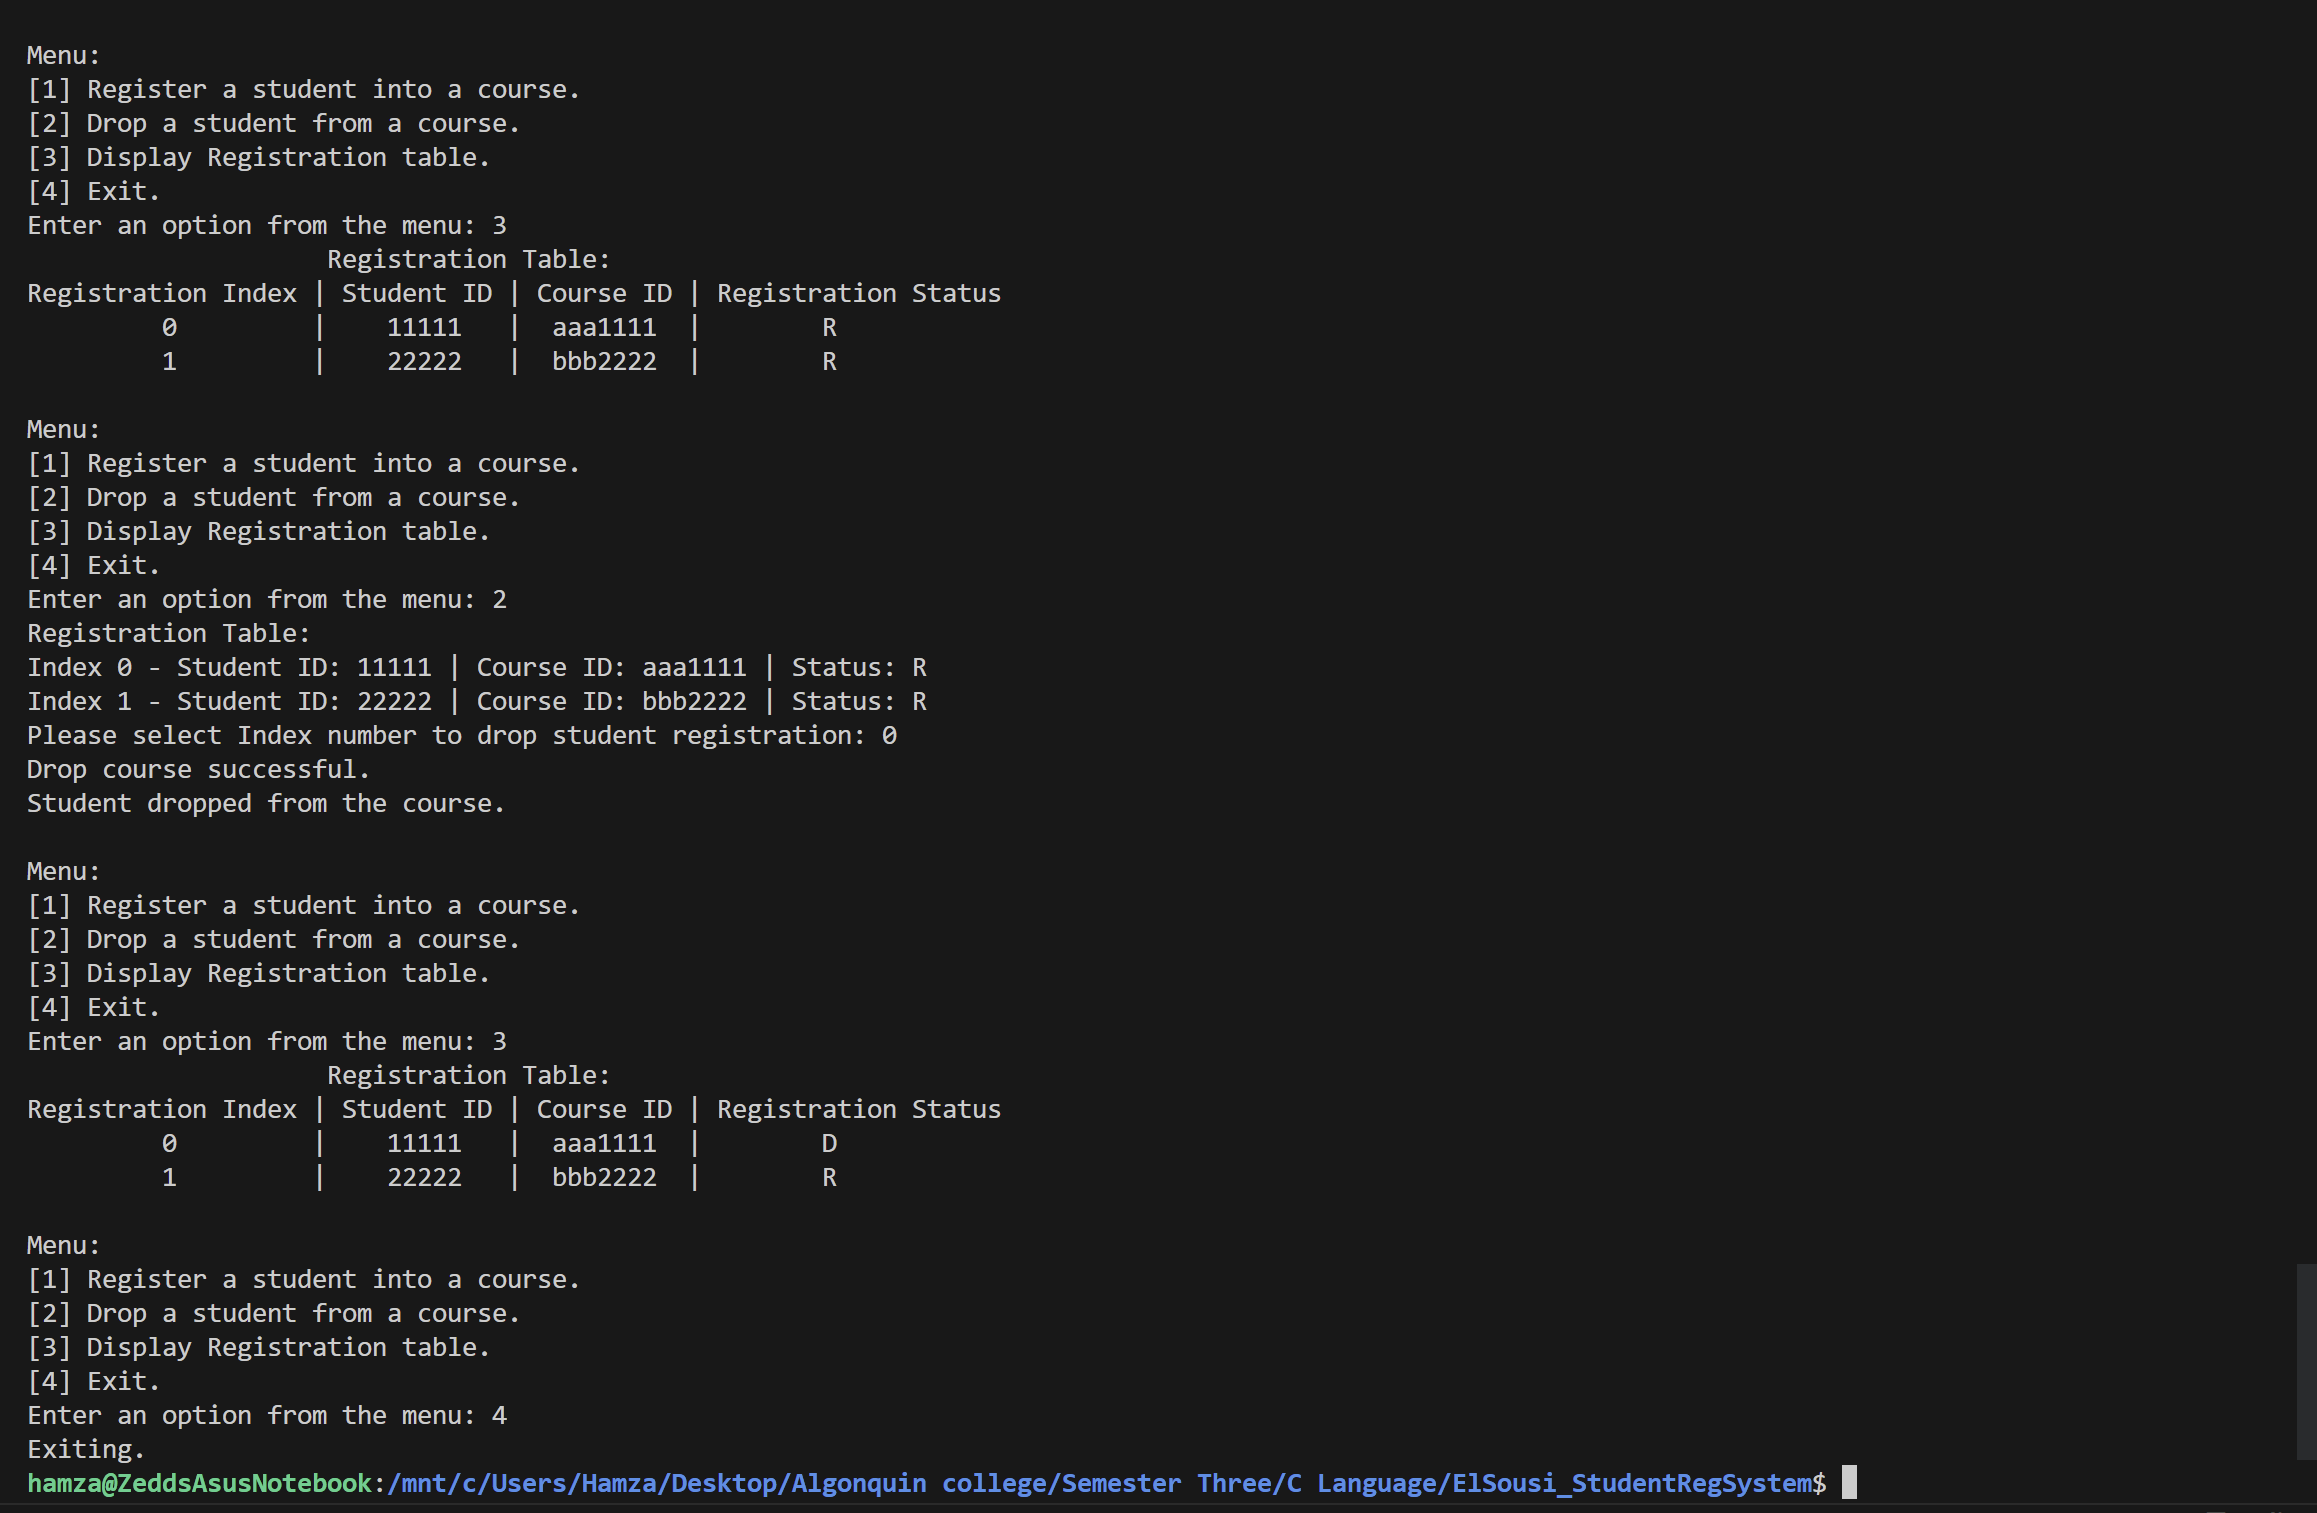 Menu:
[1] Register a student into a course.
[2] Drop a student from a course.
[3] Display Registration table.
[4] Exit.
Enter an option from the menu: 3
                    Registration Table:
Registration Index | Student ID | Course ID | Registration Status
         0         |    11111   |  aaa1111  |        R
         1         |    22222   |  bbb2222  |        R

Menu:
[1] Register a student into a course.
[2] Drop a student from a course.
[3] Display Registration table.
[4] Exit.
Enter an option from the menu: 2
Registration Table:
Index 0 - Student ID: 11111 | Course ID: aaa1111 | Status: R
Index 1 - Student ID: 22222 | Course ID: bbb2222 | Status: R
Please select Index number to drop student registration: 0
Drop course successful.
Student dropped from the course.

Menu:
[1] Register a student into a course.
[2] Drop a student from a course.
[3] Display Registration table.
[4] Exit.
Enter an option from the menu: 3
                    Registration Table:
Registration Index | Student ID | Course ID | Registration Status
         0         |    11111   |  aaa1111  |        D
         1         |    22222   |  bbb2222  |        R

Menu:
[1] Register a student into a course.
[2] Drop a student from a course.
[3] Display Registration table.
[4] Exit.
Enter an option from the menu: 4
Exiting.
hamza@ZeddsAsusNotebook:/mnt/c/Users/Hamza/Desktop/Algonquin college/Semester Three/C Language/ElSousi_StudentRegSystem$